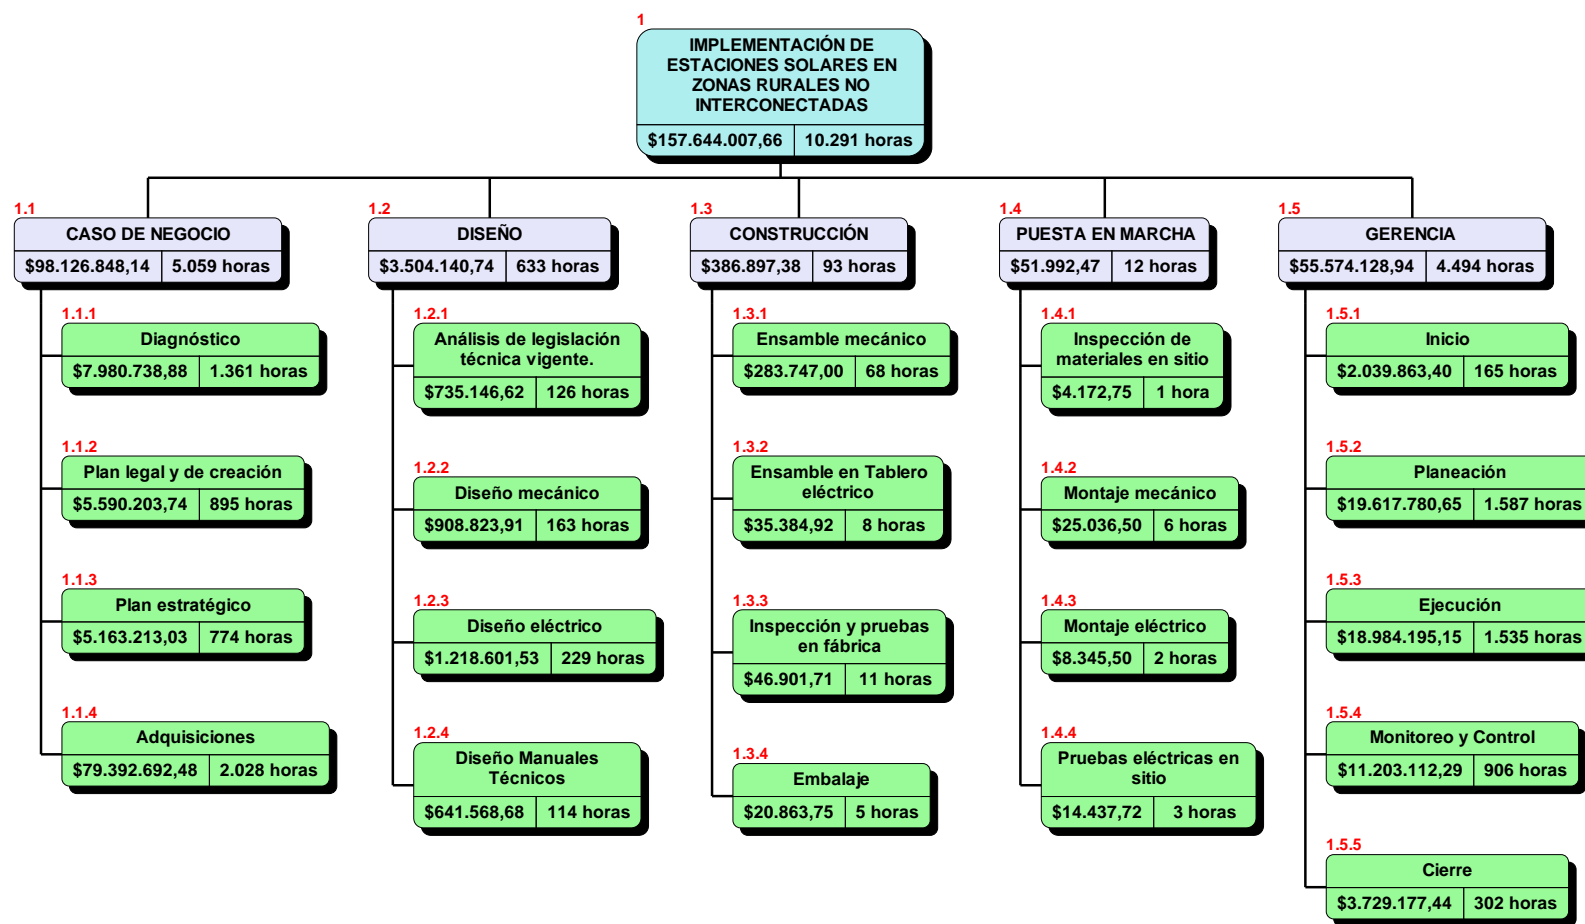 1
IMPLEMENTACIÓN DE
ESTACIONES SOLARES EN
ZONAS RURALES NO
INTERCONECTADAS
$157.644.007,66 10.291 horas
1.1
CASO DE NEGOCIO
$98.126.848,14 5.059 horas
1.1.1
Diagnóstico
$7.980.738,88 1.361 horas
1.1.2
Plan legal y de creación
$5.590.203,74 895 horas
1.1.3
Plan estratégico
$5.163.213,03 774 horas
1.1.4
Adquisiciones
$79.392.692,48 2.028 horas
1.2
DISEÑO
$3.504.140,74 633 horas
1.2.1
Análisis de legislación
técnica vigente.
$735.146,62 126 horas
1.2.2
Diseño mecánico
$908.823,91 163 horas
1.2.3
Diseño eléctrico
$1.218.601,53 229 horas
1.2.4
Diseño Manuales
Técnicos
$641.568,68 114 horas
1.3
CONSTRUCCIÓN
$386.897,38 93 horas
1.3.1
Ensamble mecánico
$283.747,00 68 horas
1.3.2
Ensamble en Tablero
eléctrico
$35.384,92 8 horas
1.3.3
Inspección y pruebas
en fábrica
$46.901,71 11 horas
1.3.4
Embalaje
$20.863,75 5 horas
1.4
PUESTA EN MARCHA
$51.992,47 12 horas
1.4.1
Inspección de
materiales en sitio
$4.172,75 1 hora
1.4.2
Montaje mecánico
$25.036,50 6 horas
1.4.3
Montaje eléctrico
$8.345,50 2 horas
1.4.4
Pruebas eléctricas en
sitio
$14.437,72 3 horas
1.5
GERENCIA
$55.574.128,94 4.494 horas
1.5.1
Inicio
$2.039.863,40 165 horas
1.5.2
Planeación
$19.617.780,65 1.587 horas
1.5.3
Ejecución
$18.984.195,15 1.535 horas
1.5.4
Monitoreo y Control
$11.203.112,29 906 horas
1.5.5
Cierre
$3.729.177,44 302 horas